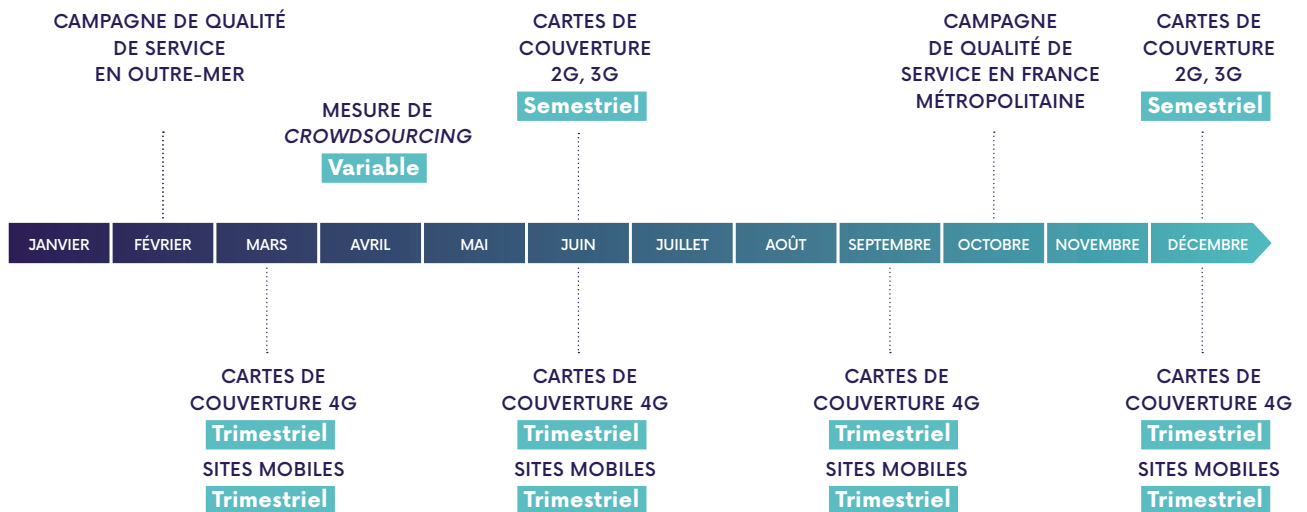 CAMPAGNE DE QUALITÉ
DE SERVICE
EN OUTRE-MER
MESURE DE
CROWDSOURCING
Variable
CARTES DE
COUVERTURE
2G, 3G
Semestriel
CAMPAGNE
DE QUALITÉ DE
SERVICE EN FRANCE
MÉTROPOLITAINE
CARTES DE
COUVERTURE
2G, 3G
Semestriel
JANVIER
FÉVRIER
MARS
AVRIL
MAI
JUIN
JUILLET
AOÛT
SEPTEMBRE
OCTOBRE
NOVEMBRE
DÉCEMBRE
CARTES DE
COUVERTURE 4G
Trimestriel
SITES MOBILES
Trimestriel
CARTES DE
COUVERTURE 4G
Trimestriel
SITES MOBILES
Trimestriel
CARTES DE
COUVERTURE 4G
Trimestriel
SITES MOBILES
Trimestriel
CARTES DE
COUVERTURE 4G
Trimestriel
SITES MOBILES
Trimestriel